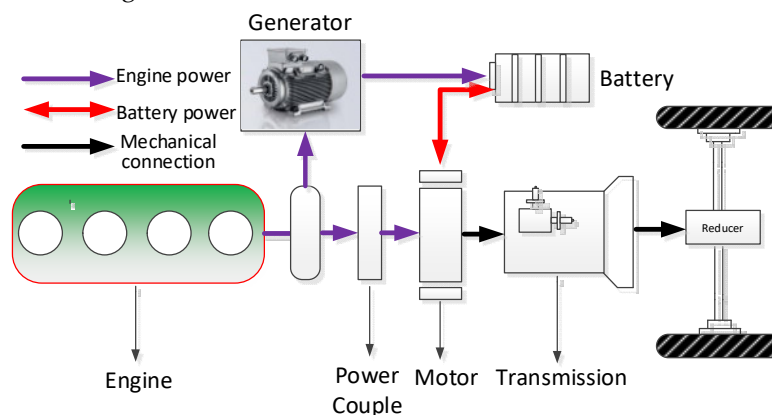 Generator
Engine power
Battery power
Mechanical
connection
Battery
Reducer
Engine
Power
Couple
Motor
Transmission